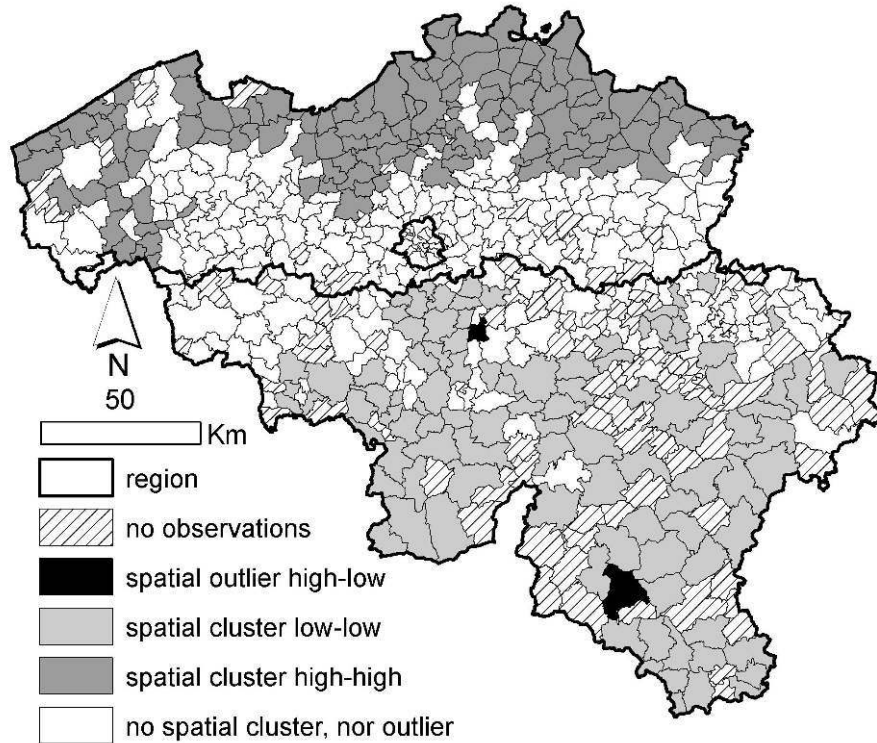 N
50
Km
region
no observations
spatial outlier high-low
spatial cluster low-low
spatial cluster high-high
no spatial cluster, nor outlier